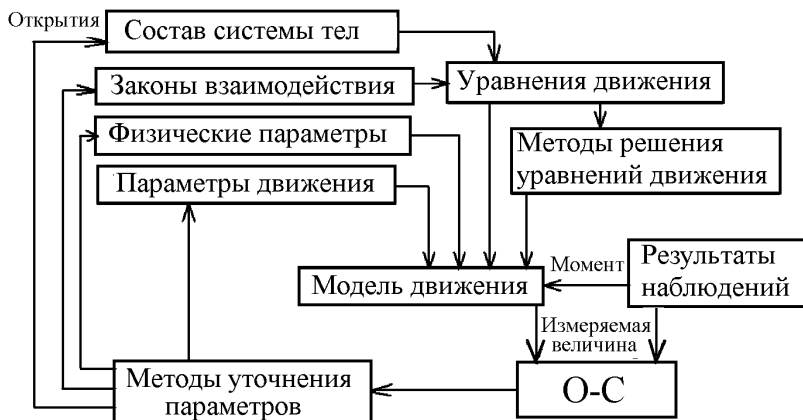 Открытия
Состав системы тел
Законы взаимодействия
Уравнения движения
Физические параметры
Методы решения
уравнений движения
Параметры движения
Модель движения
Момент
Результаты
наблюдений
Измеряемая
величина
Методы уточнения
параметров
О-С